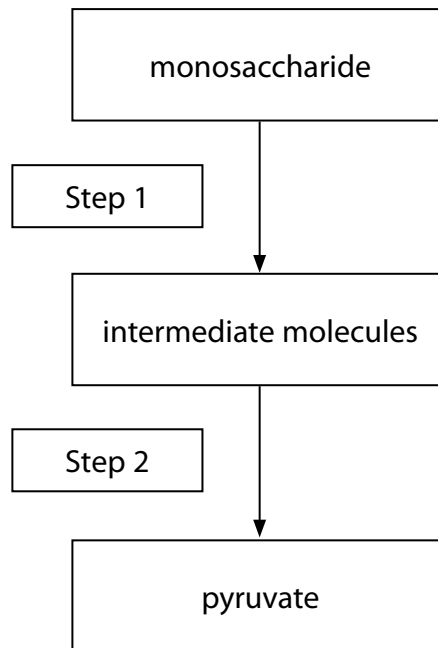 monosaccharide
Step 1
intermediate molecules
Step 2
pyruvate